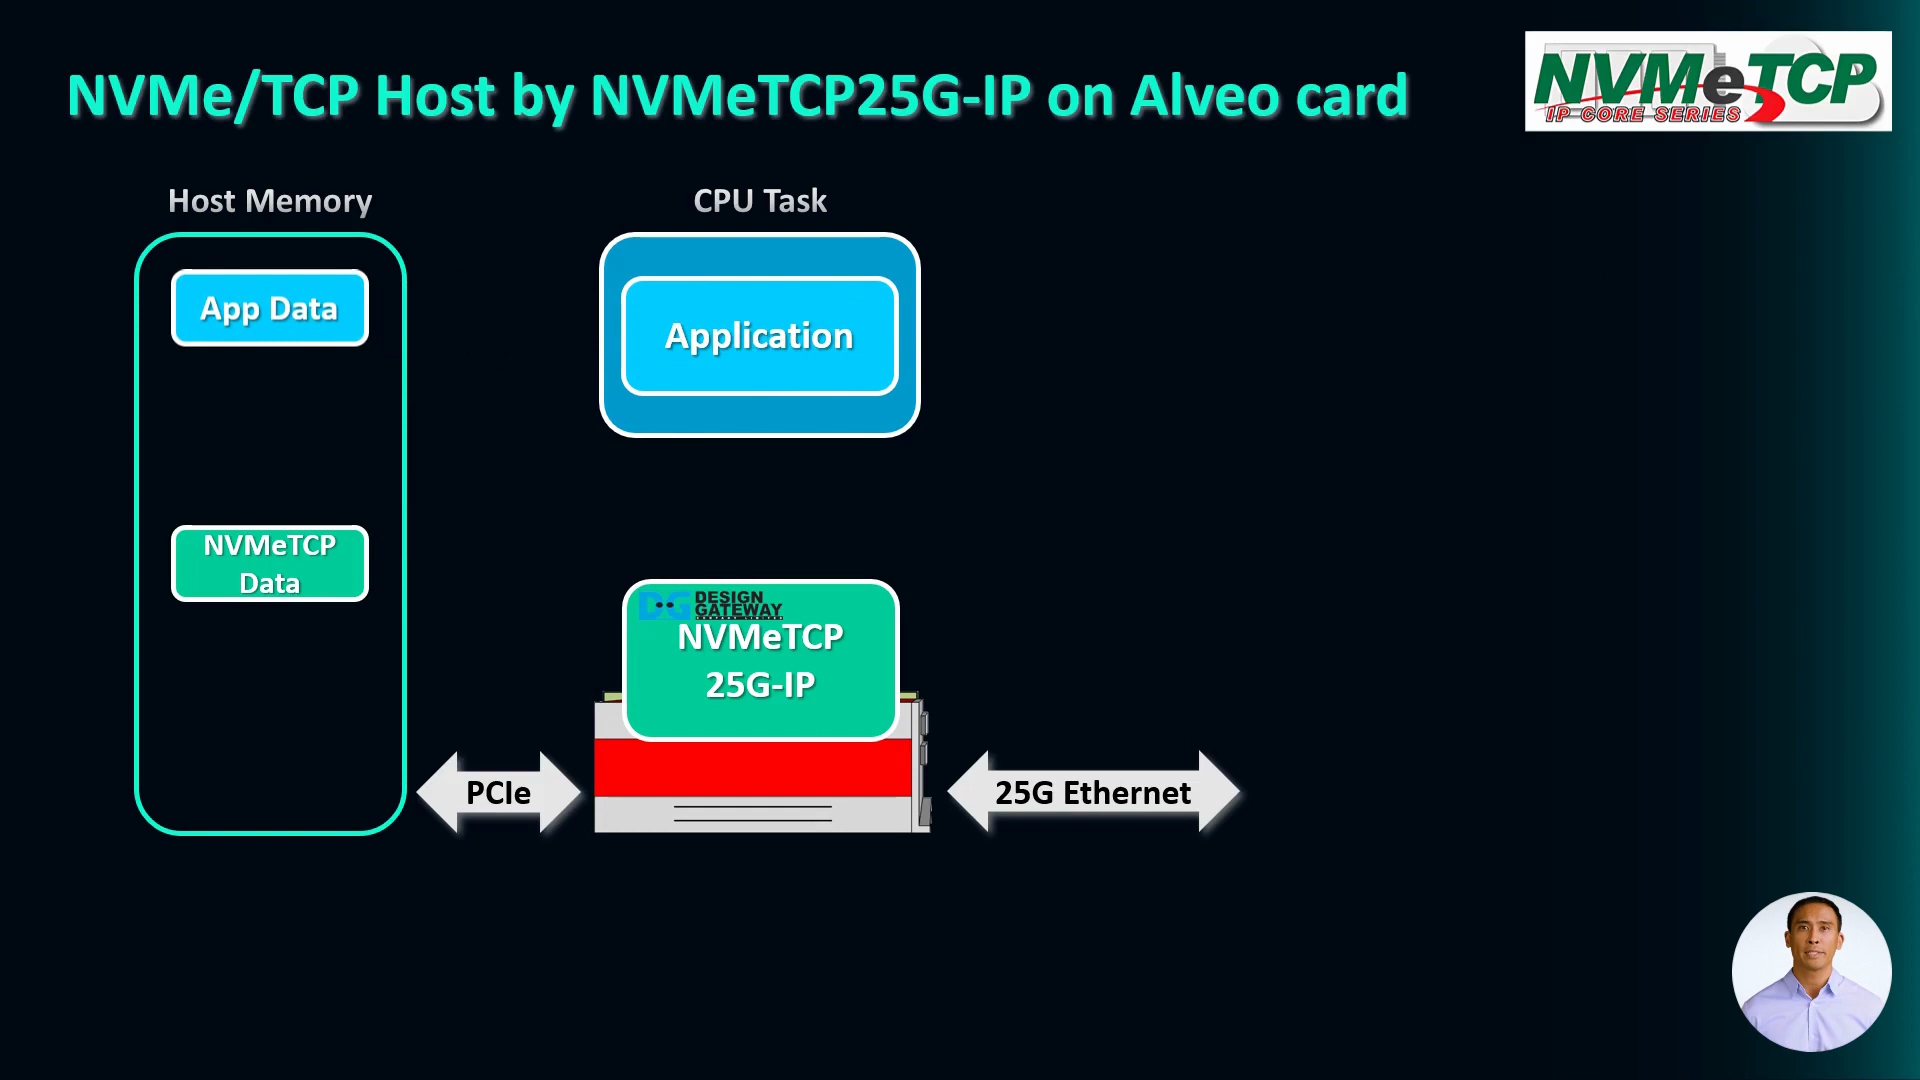 NVMe/TCP Host by NVMeTCP25G-IP on Alveo card
NVMeTCP
IP CORE SERIES
Host Memory
CPU Task
App Data
Application
NVMeTCP
Data
DG DESIGN
GATEWAY
NVMeTCP
25G-IP
PCIe
25G Ethernet